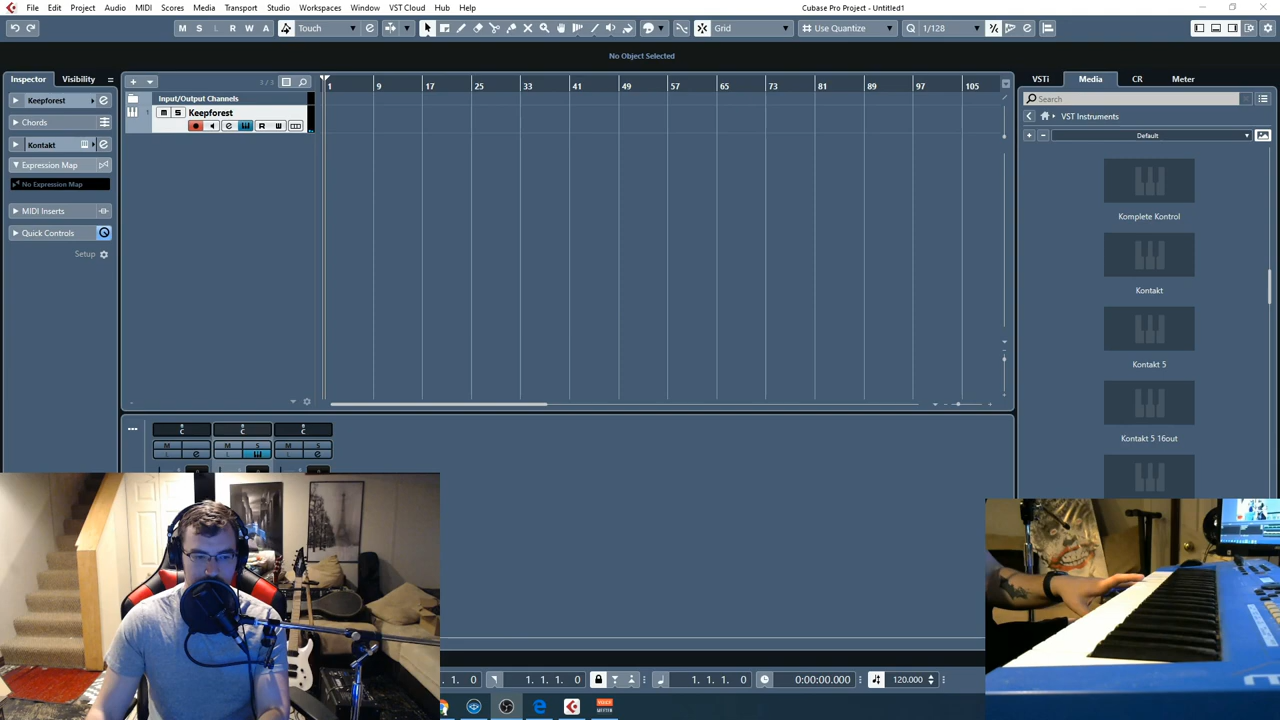 File Edit Project Audio MIDI Scores Media Transport Studio Workspaces Window VST Cloud Hub Help
Cubase Pro Project - Untitled1
M S L R W A Touch Grid Use Quantize Q 1/128
No Object Selected
Inspector Visibility
Keepforest
Chords
Kontakt
Expression Map
No Expression Map
MIDI Inserts
Quick Controls
Setup
1 9 17 25 33 41 49 57 65 73 81 89 97 105
Input/Output Channels
1 M S Keepforest
e R W
VSTi Media CR Meter
Search
VST Instruments
Default
Komplete Kontrol
Kontakt
Kontakt 5
Kontakt 5 16out
C C C
M M S M S
L e L L e
. 1. 0 1. 1. 1. 0 1. 1. 1. 0 0:00:00.000 120.000